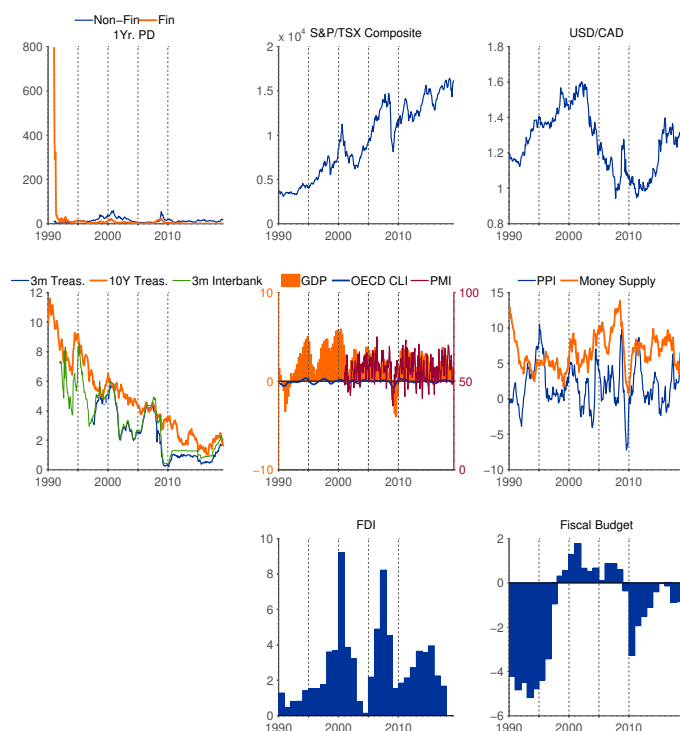 Non-Fin Fin
1Yr. PD
800
600
400
200
0
1990 2000 2010
S&P/TSX Composite
2 × 10⁴
1.5
1.0
0.5
0.0
1990 2000 2010
USD/CAD
1.8
1.6
1.4
1.2
1
0.8
1990 2000 2010
3m Treas. 10Y Treas. 3m Interbank
12
10
8
6
4
2
0
1990 2000 2010
GDP OECD CLI PMI
10 100
0 50
−10 0
1990 2000 2010
PPI Money Supply
15
10
5
0
−5
−10
1990 2000 2010
FDI
10
8
6
4
2
0
1990 2000 2010
Fiscal Budget
2
0
−2
−4
−6
1990 2000 2010